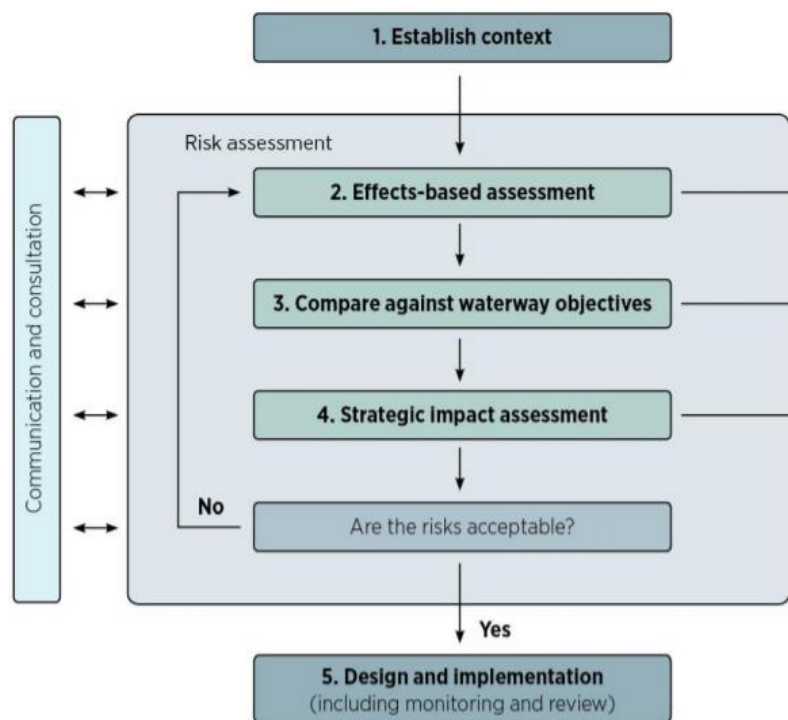 1. Establish context
Risk assessment
2. Effects-based assessment
3. Compare against waterway objectives
4. Strategic impact assessment
No
Are the risks acceptable?
Communication and consultation
Yes
5. Design and implementation
(including monitoring and review)